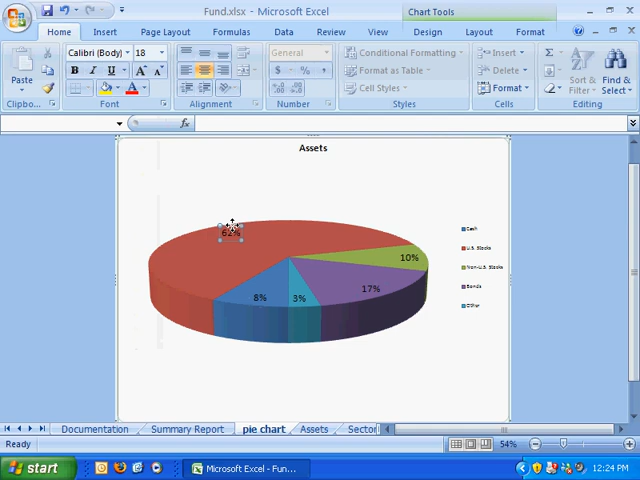 Fund.xlsx - Microsoft Excel
Chart Tools
Home Insert Page Layout Formulas Data Review View Design Layout Format
Calibri (Body) 18
General
Conditional Formatting
Insert
Paste
B I U A A
$ % ,
Format as Table
Delete
Sort & Filter
Find & Select
Cell Styles
Format
Clipbo... Font Alignment Number Styles Cells Editing
fx
Assets
62%
10%
17%
8%
3%
Cash
U.S. Stocks
Non-U.S. Stocks
Bonds
Other
Documentation Summary Report pie chart Assets Sector
Ready
54%
start
Microsoft Excel - Fun...
12:24 PM